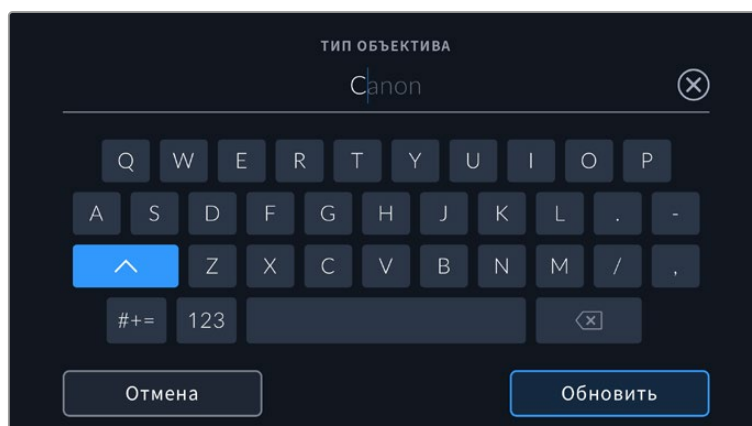 ТИП ОБЪЕКТИВА
Canon
Q W E R T Y U I O P
A S D F G H J K L . -
Z X C V B N M / ,
#+= 123
Отмена Обновить